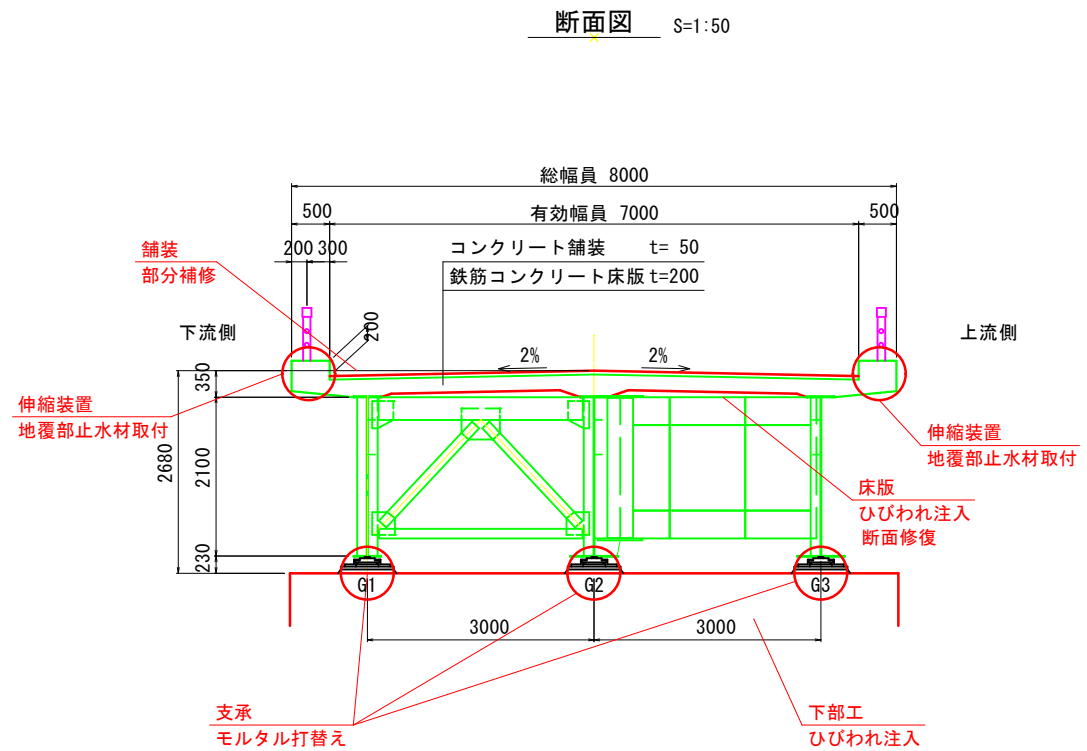 断面図 S=1:50
総幅員 8000
500 有効幅員 7000 500
200 300
コンクリート舗装 t= 50
鉄筋コンクリート床版 t=200
舗装
部分補修
200
下流側
上流側
2% 2%
350
伸縮装置
地覆部止水材取付
伸縮装置
地覆部止水材取付
2680
2100
床版
ひびわれ注入
断面修復
230
G1 G2 G3
3000 3000
支承
モルタル打替え
下部工
ひびわれ注入